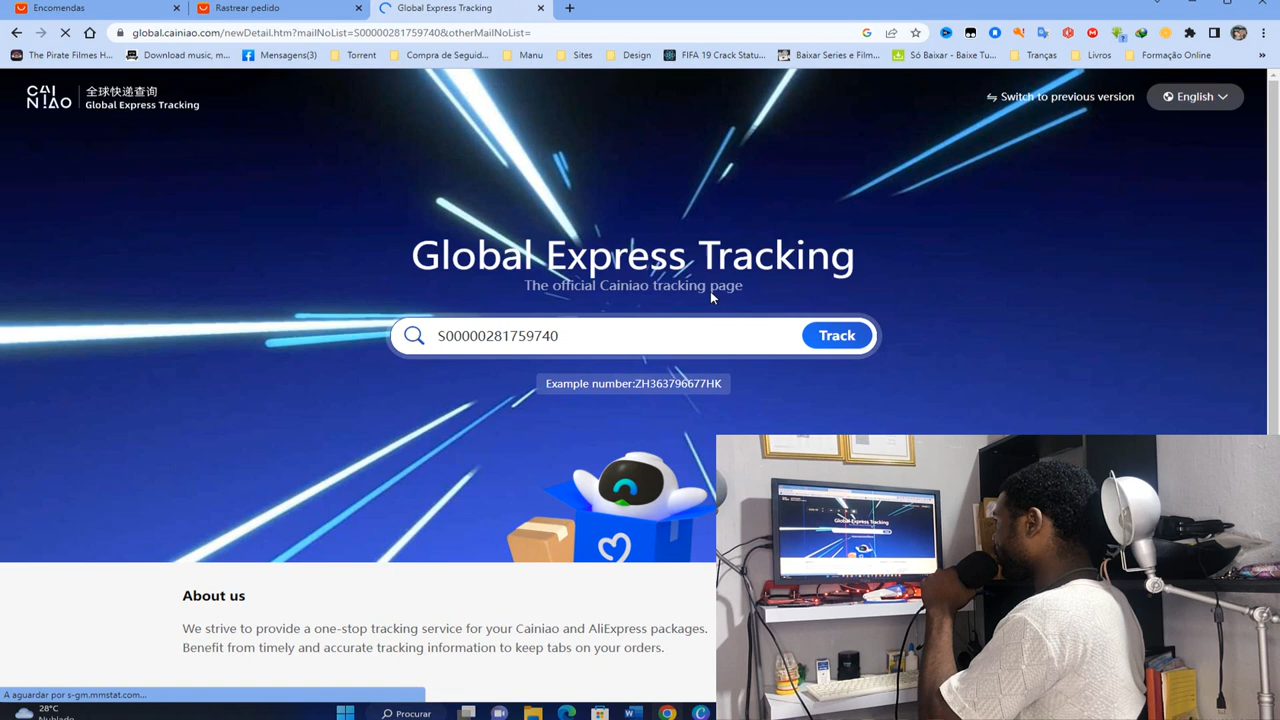 Encomendas
Rastrear pedido
Global Express Tracking
global.cainiao.com/newDetail.htm?mailNoList=S00000281759740&otherMailNoList=
The Pirate Filmes H...
Download music, m...
Mensagens(3)
Torrent
Compra de Seguid...
Manu
Sites
Design
FIFA 19 Crack Statu...
Baixar Series e Film...
Só Baixar - Baixe Tu...
Tranças
Livros
Formação Online
»
CAI
NIAO
全球快递查询
Global Express Tracking
Switch to previous version
English
Global Express Tracking
The official Cainiao tracking page
S00000281759740
Track
Example number:ZH363796677HK
Global Express Tracking
About us
We strive to provide a one-stop tracking service for your Cainiao and AliExpress packages.
Benefit from timely and accurate tracking information to keep tabs on your orders.
A aguardar por s-gm.mmstat.com...
28°C
Nublado
Procurar